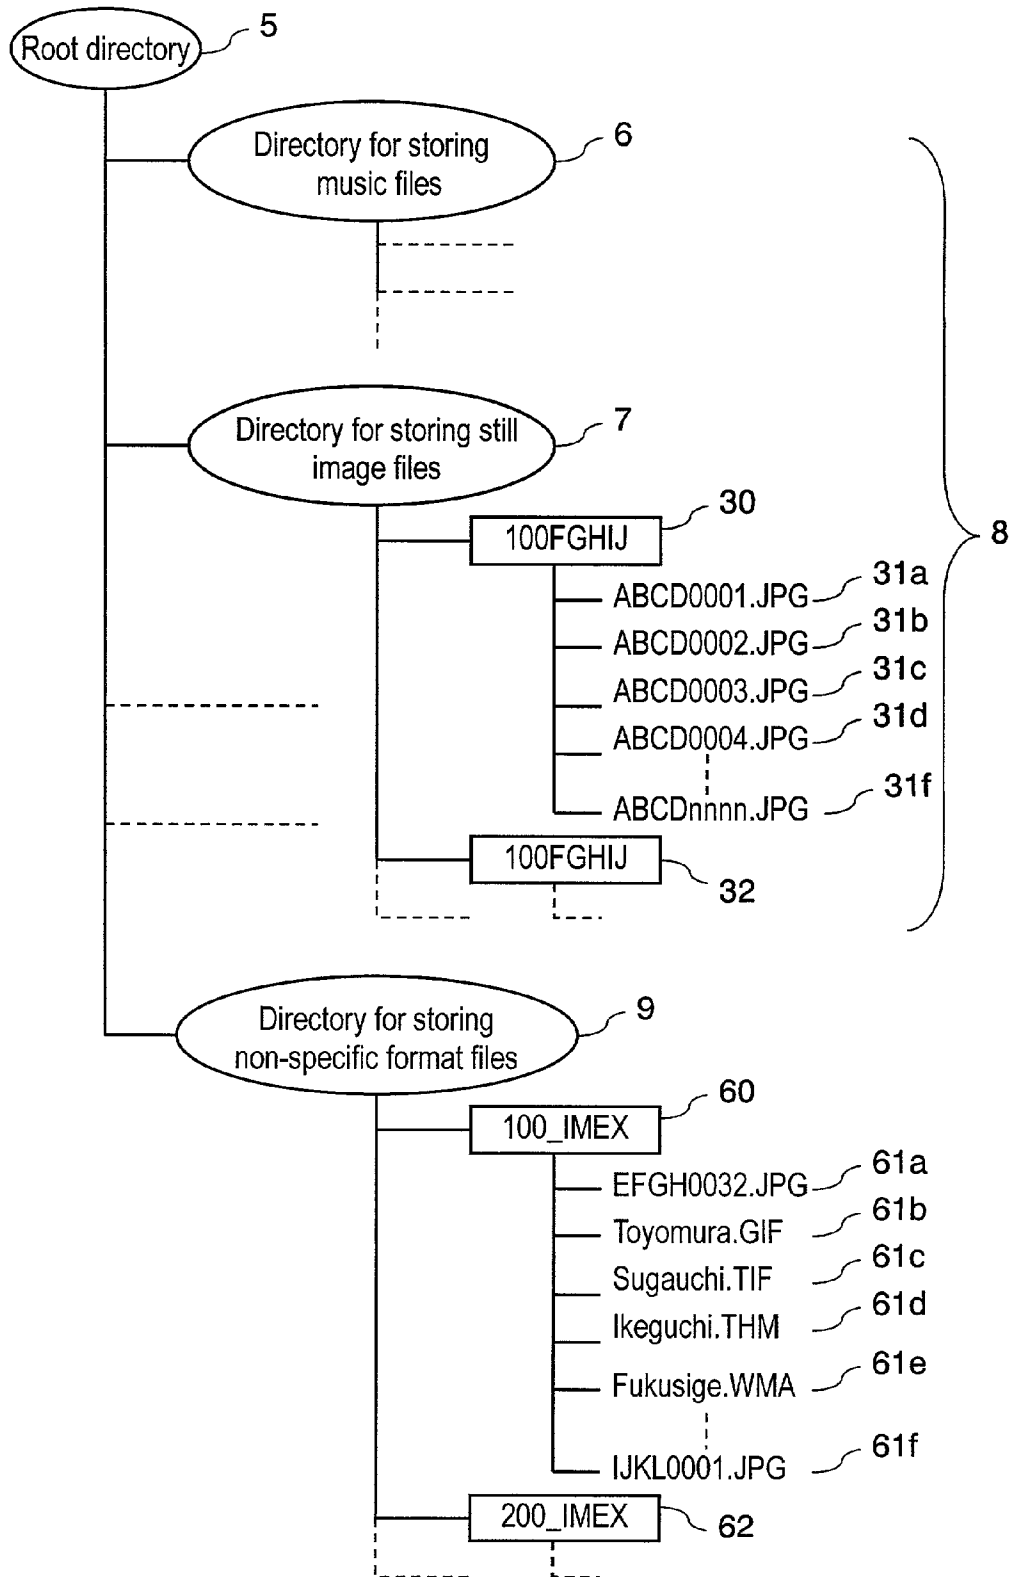 Root directory
5
Directory for storing
music files
6
Directory for storing still
image files
7
8
100FGHIJ
30
ABCD0001.JPG
31a
ABCD0002.JPG
31b
ABCD0003.JPG
31c
ABCD0004.JPG
31d
ABCDnnnn.JPG
31f
100FGHIJ
32
Directory for storing
non-specific format files
9
100_IMEX
60
EFGH0032.JPG
61a
Toyomura.GIF
61b
Sugauchi.TIF
61c
Ikeguchi.THM
61d
Fukusige.WMA
61e
IJKL0001.JPG
61f
200_IMEX
62